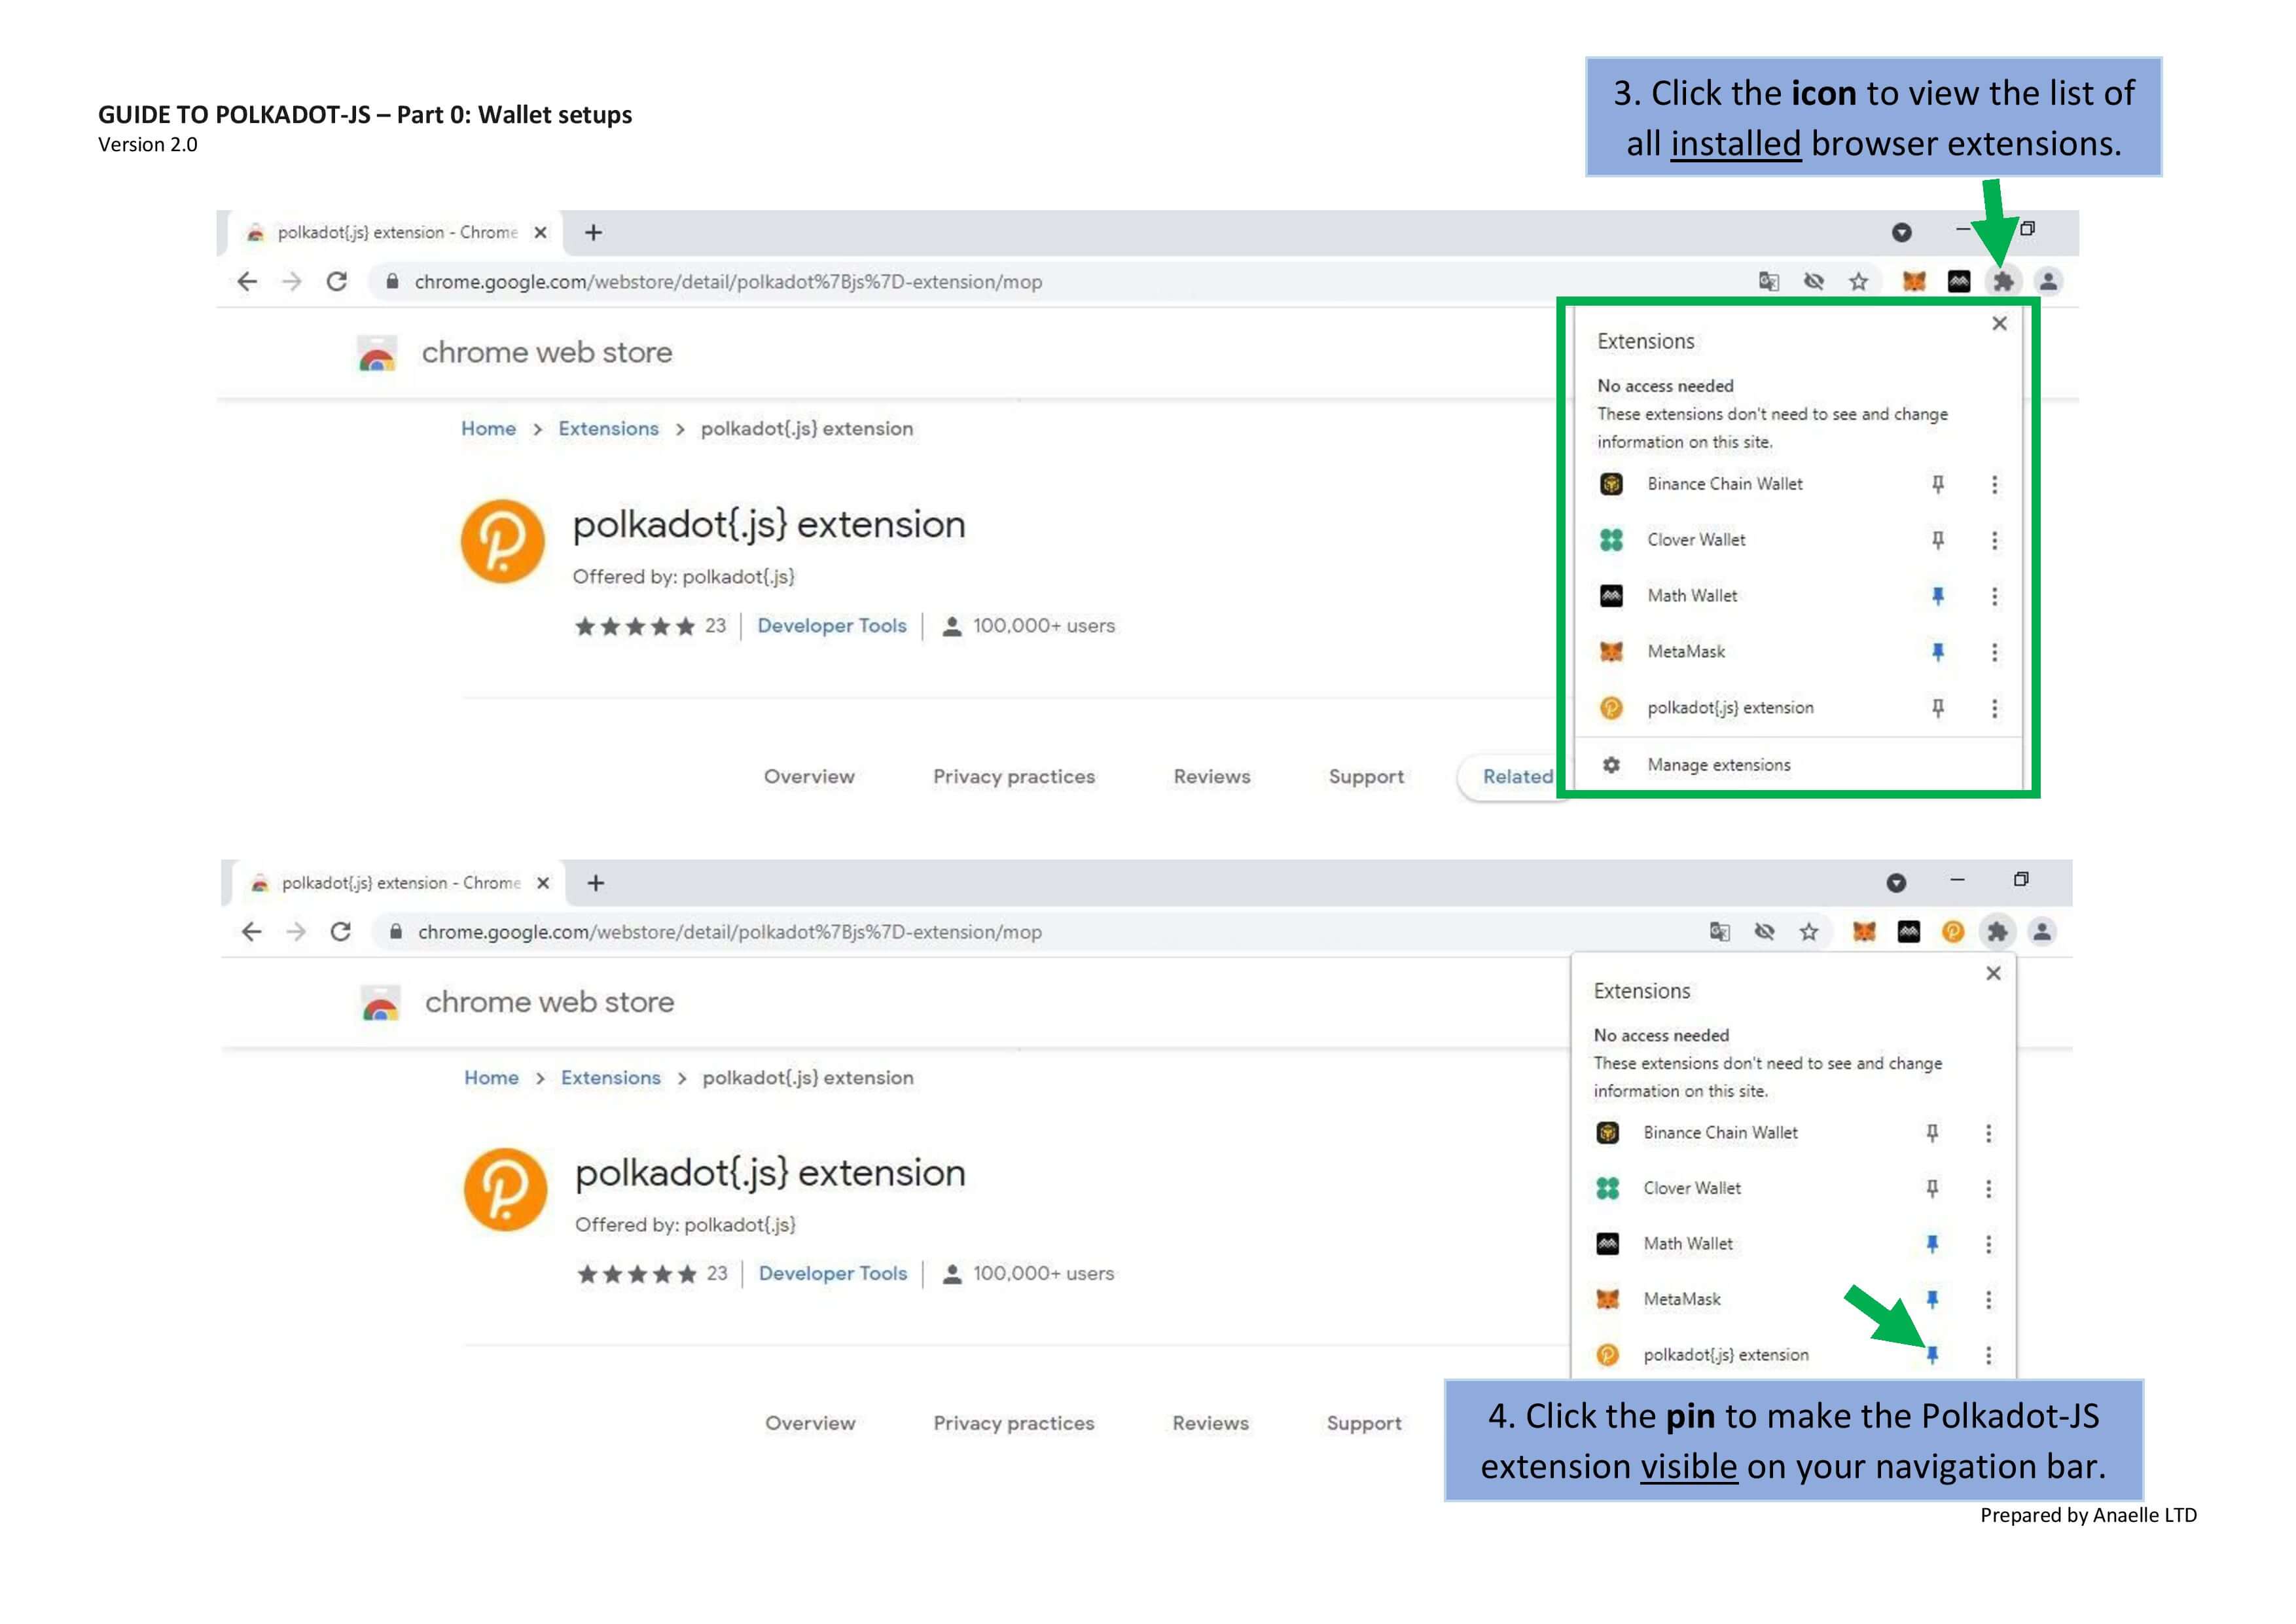 GUIDE TO POLKADOT-JS – Part 0: Wallet setups
Version 2.0
3. Click the icon to view the list of
all installed browser extensions.
polkadot{.js} extension - Chrome
chrome.google.com/webstore/detail/polkadot%7Bjs%7D-extension/mop
chrome web store
Home > Extensions > polkadot{.js} extension
polkadot{.js} extension
Offered by: polkadot{.js}
23 | Developer Tools | 100,000+ users
Overview
Privacy practices
Reviews
Support
Related
Extensions
No access needed
These extensions don't need to see and change
information on this site.
Binance Chain Wallet
Clover Wallet
Math Wallet
MetaMask
polkadot{.js} extension
Manage extensions
polkadot{.js} extension - Chrome
chrome.google.com/webstore/detail/polkadot%7Bjs%7D-extension/mop
chrome web store
Home > Extensions > polkadot{.js} extension
polkadot{.js} extension
Offered by: polkadot{.js}
23 | Developer Tools | 100,000+ users
Overview
Privacy practices
Reviews
Support
Extensions
No access needed
These extensions don't need to see and change
information on this site.
Binance Chain Wallet
Clover Wallet
Math Wallet
MetaMask
polkadot{.js} extension
4. Click the pin to make the Polkadot-JS
extension visible on your navigation bar.
Prepared by Anaelle LTD